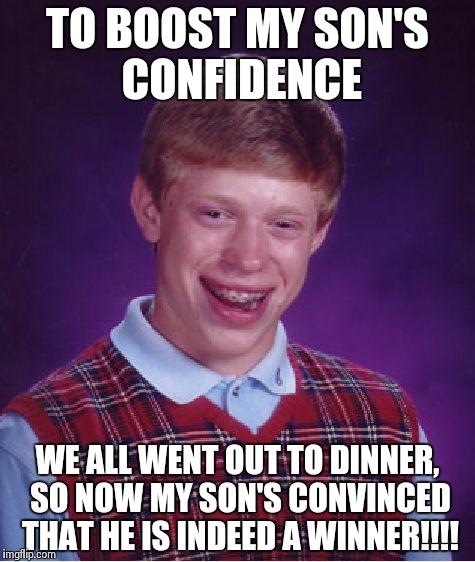 TO BOOST MY SON'S
CONFIDENCE
WE ALL WENT OUT TO DINNER,
SO NOW MY SON'S CONVINCED
THAT HE IS INDEED A WINNER!!!!
imgflip.com